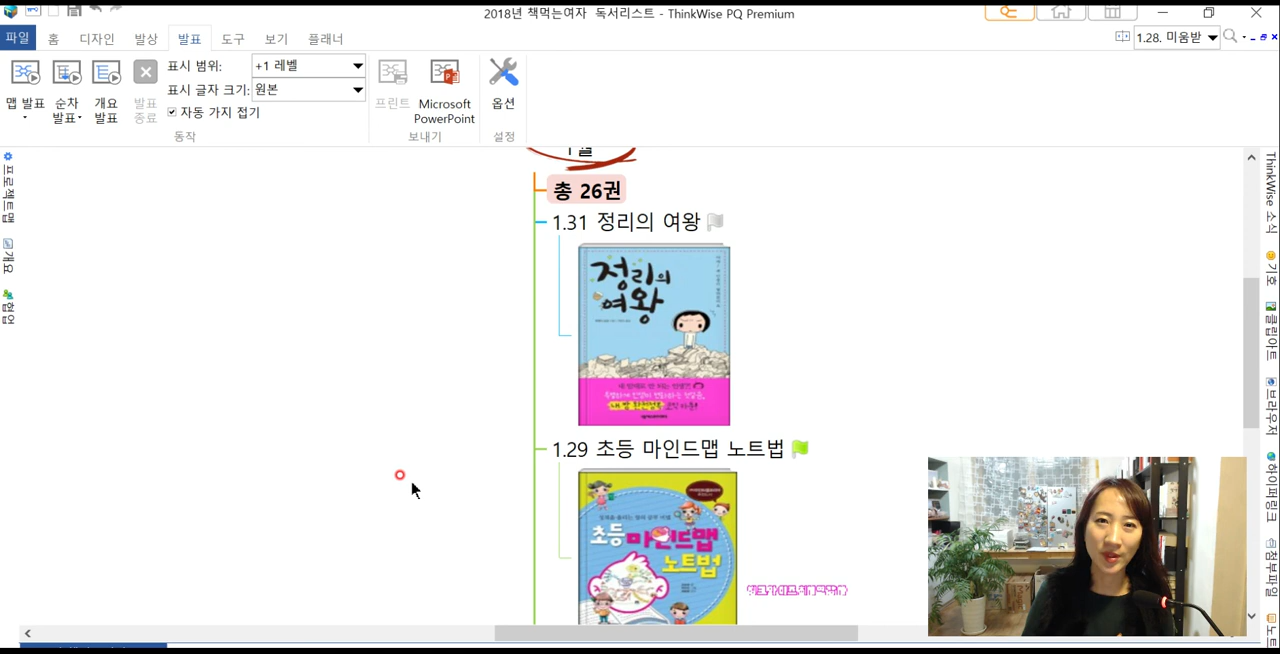 2018년 책먹는여자 독서리스트 - ThinkWise PQ Premium
파일 홈 디자인 발상 발표 도구 보기 플래너
1.28. 미움받
맵 발표
순차 발표
개요 발표
발표 종료
표시 범위: +1 레벨
표시 글자 크기: 원본
자동 가지 접기
동작
프린트
Microsoft PowerPoint
보내기
옵션
설정
프로젝트맵
개요
협업
1월
총 26권
1.31 정리의 여왕
정리의
여왕
1.29 초등 마인드맵 노트법
초등 마인드맵
노트법
ThinkWise 소식
기호
클립아트
브라우저
하이퍼링크
첨부파일
노트